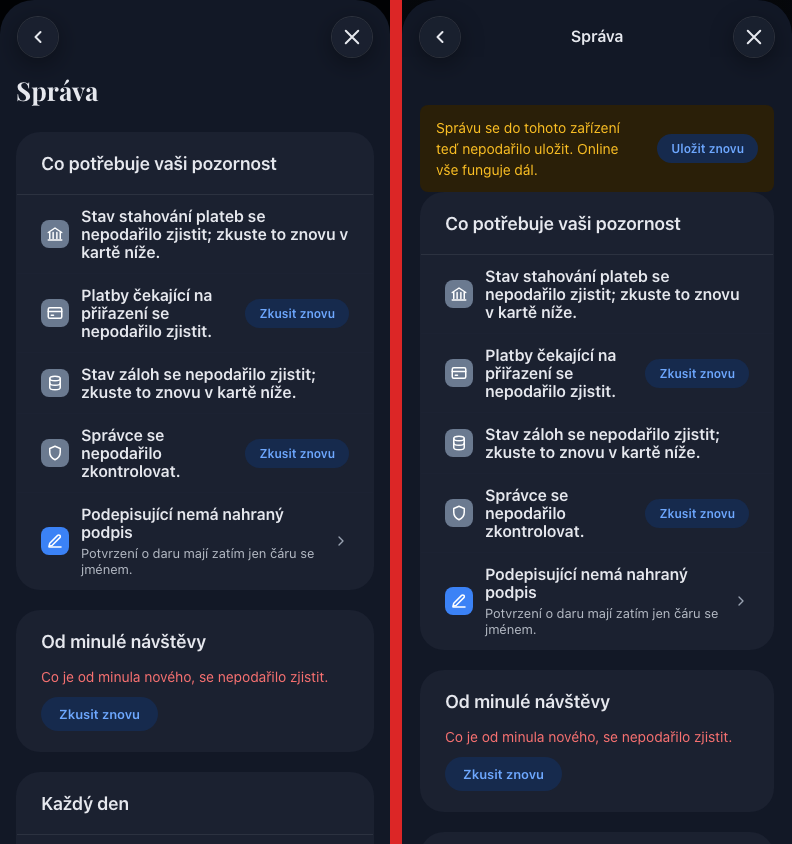 Správa
Co potřebuje vaši pozornost
Stav stahování plateb se
nepodařilo zjistit; zkuste to znovu v
kartě níže.
Platby čekající na
přiřazení se
nepodařilo zjistit.
Zkusit znovu
Stav záloh se nepodařilo zjistit;
zkuste to znovu v kartě níže.
Správce se
nepodařilo
zkontrolovat.
Zkusit znovu
Podepisující nemá nahraný
podpis
Potvrzení o daru mají zatím jen čáru se
jménem.
Od minulé návštěvy
Co je od minula nového, se nepodařilo zjistit.
Zkusit znovu
Každý den
Správa
Správu se do tohoto zařízení
teď nepodařilo uložit. Online
vše funguje dál.
Uložit znovu
Co potřebuje vaši pozornost
Stav stahování plateb se
nepodařilo zjistit; zkuste to znovu
v kartě níže.
Platby čekající na
přiřazení se
nepodařilo zjistit.
Zkusit znovu
Stav záloh se nepodařilo zjistit;
zkuste to znovu v kartě níže.
Správce se
nepodařilo
zkontrolovat.
Zkusit znovu
Podepisující nemá nahraný
podpis
Potvrzení o daru mají zatím jen čáru se
jménem.
Od minulé návštěvy
Co je od minula nového, se nepodařilo zjistit.
Zkusit znovu